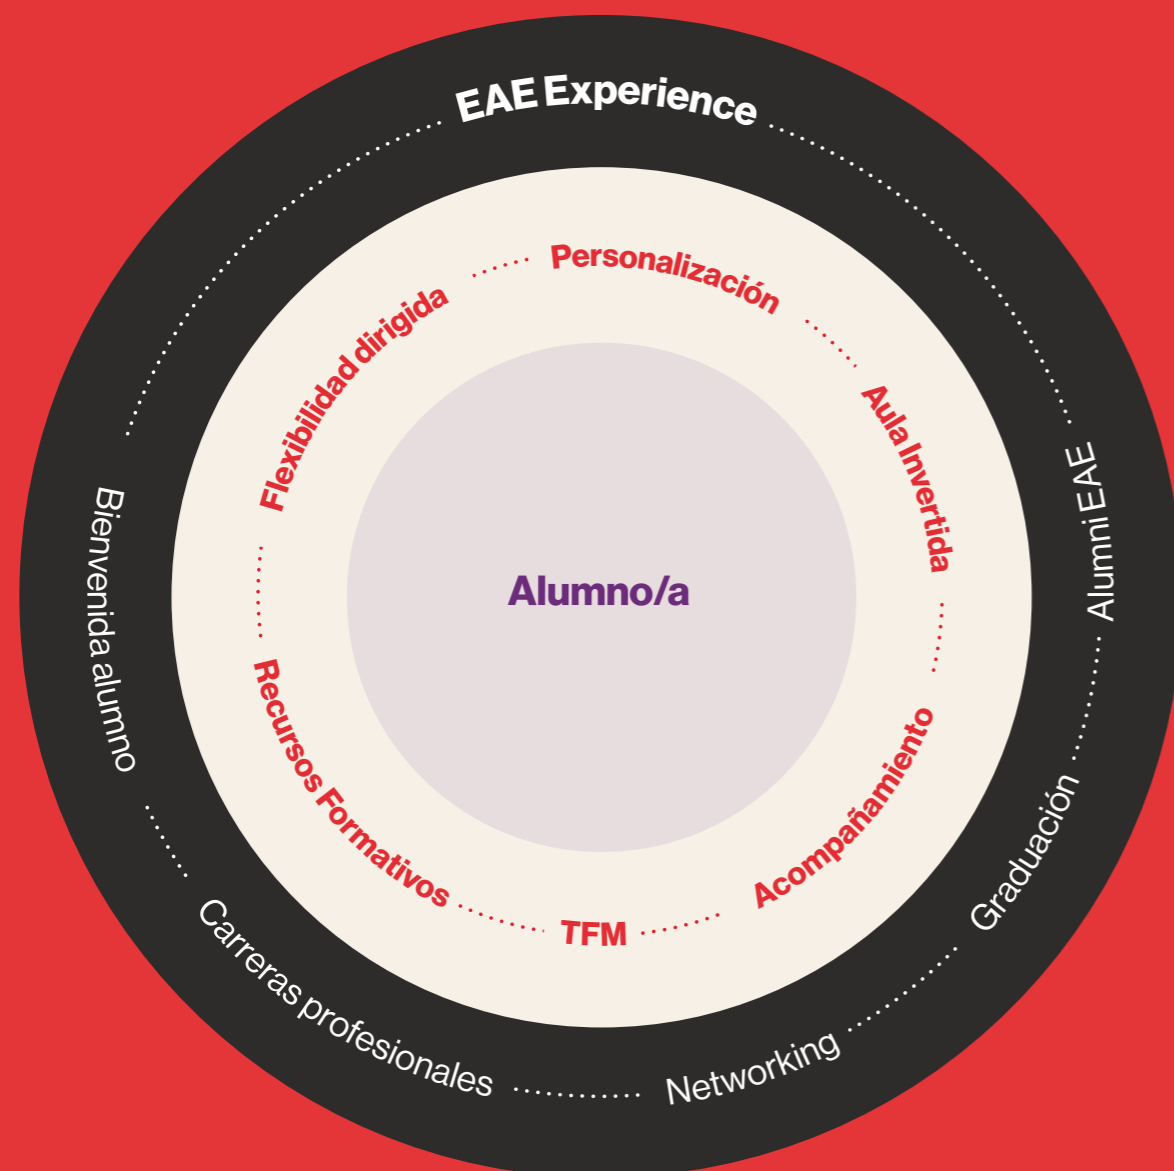 EAE Experience
Alumni EAE
Graduación
Networking
Carreras profesionales
Bienvenida alumno
Personalización
Aula Invertida
Acompañamiento
TFM
Recursos Formativos
Flexibilidad dirigida
Alumno/a